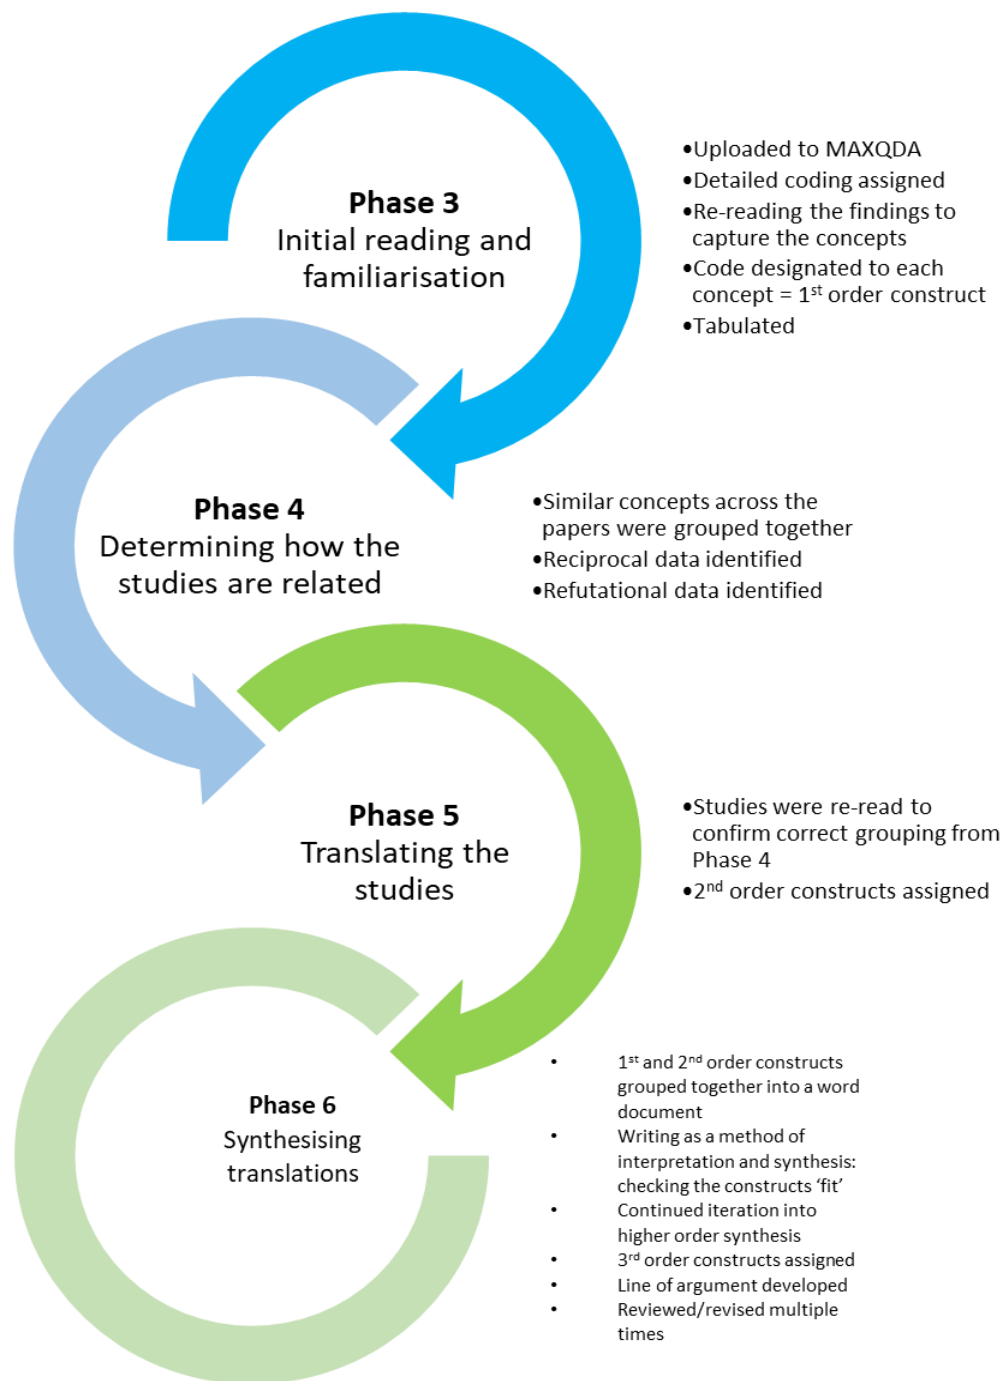 Phase 3
Initial reading and
familiarisation
•Uploaded to MAXQDA
•Detailed coding assigned
•Re-reading the findings to
capture the concepts
•Code designated to each
concept = 1st order construct
•Tabulated
Phase 4
Determining how the
studies are related
•Similar concepts across the
papers were grouped together
•Reciprocal data identified
•Refutational data identified
Phase 5
Translating the
studies
•Studies were re-read to
confirm correct grouping from
Phase 4
•2nd order constructs assigned
Phase 6
Synthesising
translations
• 1st and 2nd order constructs
grouped together into a word
document
• Writing as a method of
interpretation and synthesis:
checking the constructs ‘fit’
• Continued iteration into
higher order synthesis
• 3rd order constructs assigned
• Line of argument developed
• Reviewed/revised multiple
times